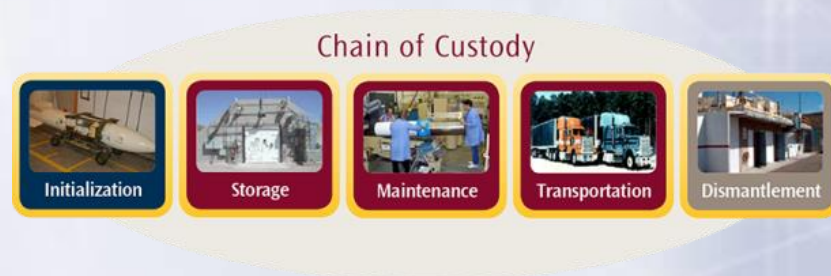 Chain of Custody
Initialization
Storage
Maintenance
Transportation
Dismantlement